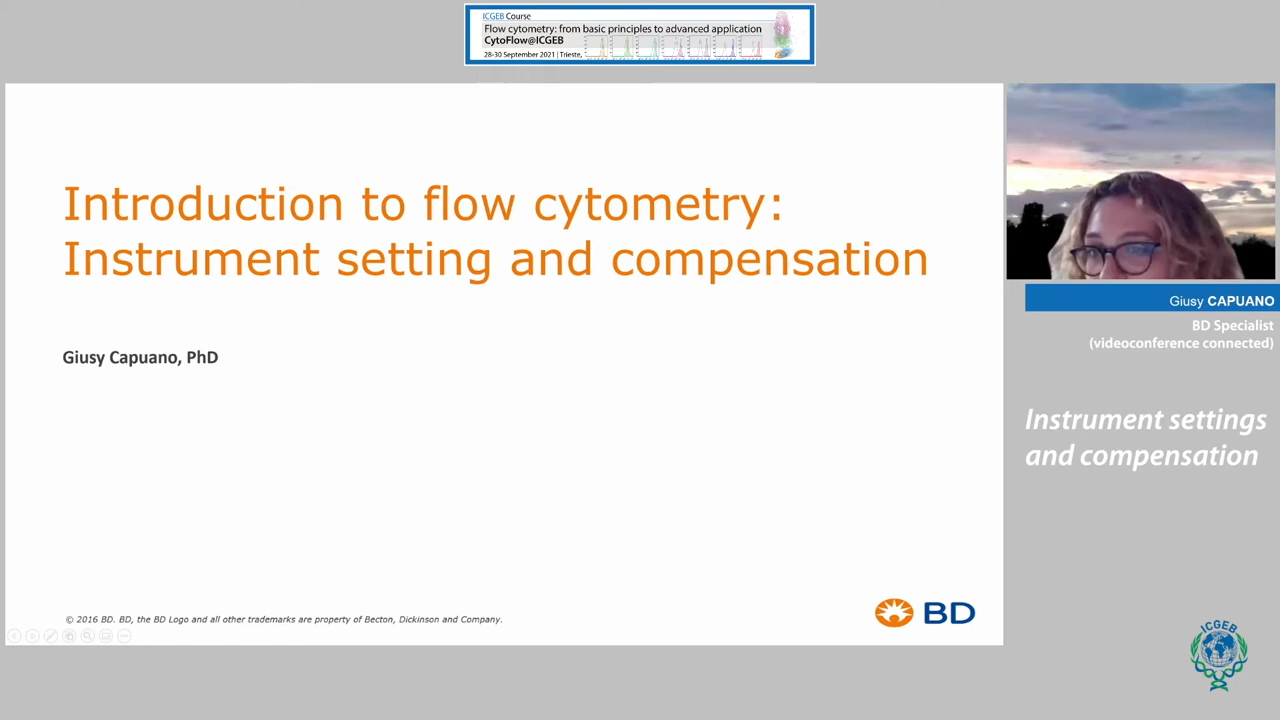 ICGEB Course
Flow cytometry: from basic principles to advanced application
CytoFlow@ICGEB
28-30 September 2021 | Trieste,
Introduction to flow cytometry:
Instrument setting and compensation
Giusy Capuano, PhD
© 2016 BD. BD, the BD Logo and all other trademarks are property of Becton, Dickinson and Company.
BD
Giusy CAPUANO
BD Specialist
(videoconference connected)
Instrument settings
and compensation
ICGEB